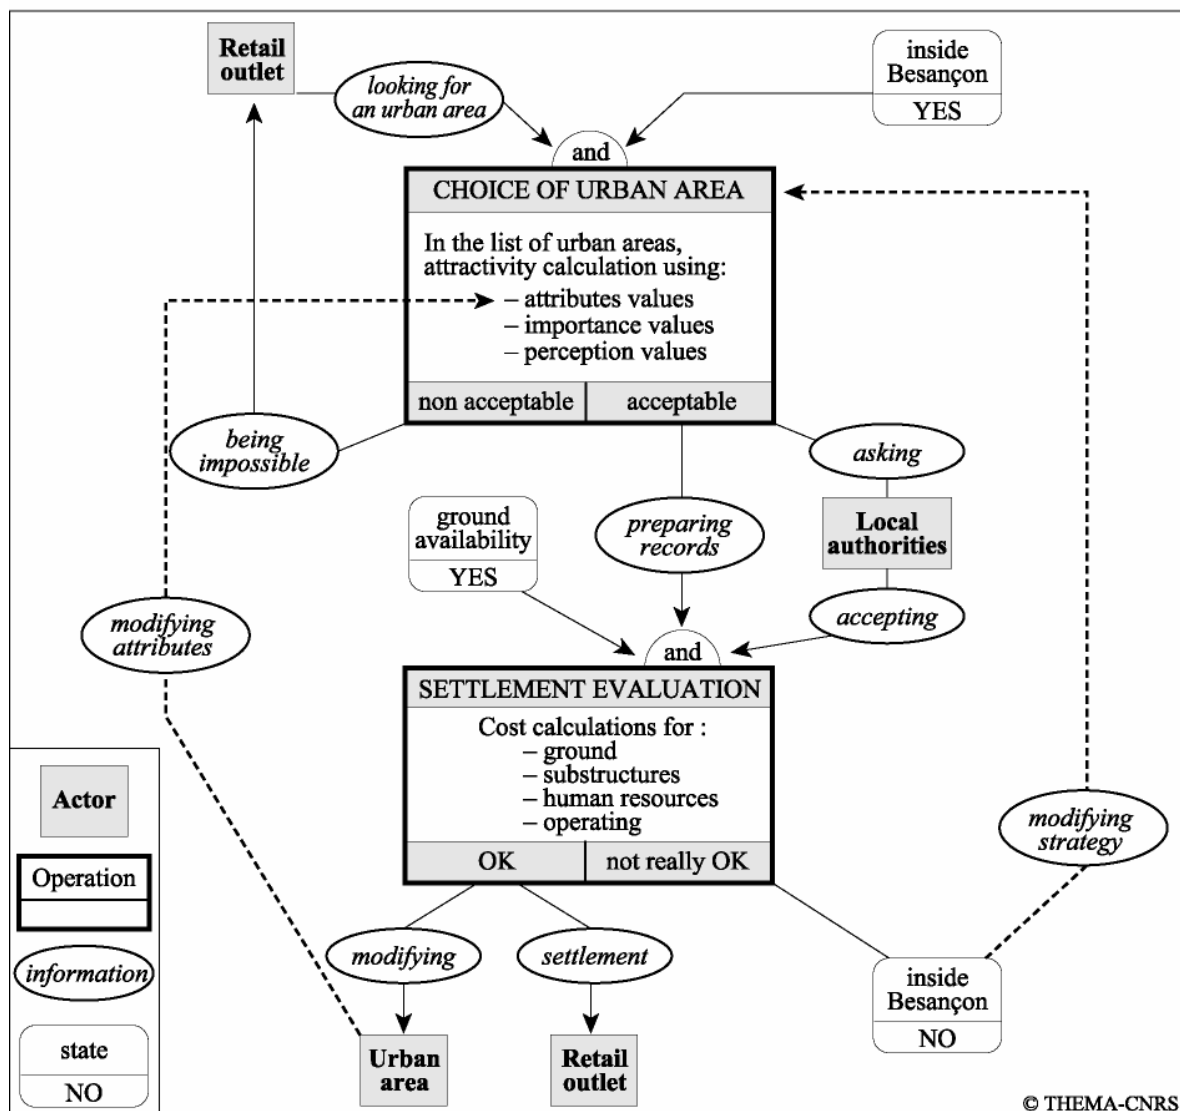 Retail
outlet
looking for
an urban area
inside
Besançon
YES
and
CHOICE OF URBAN AREA
In the list of urban areas,
attractivity calculation using:
– attributes values
– importance values
– perception values
non acceptable
acceptable
being
impossible
asking
ground
availability
YES
preparing
records
Local
authorities
modifying
attributes
accepting
and
SETTLEMENT EVALUATION
Cost calculations for :
– ground
– substructures
– human resources
– operating
OK
not really OK
modifying
strategy
Actor
Operation
information
state
NO
modifying
settlement
inside
Besançon
NO
Urban
area
Retail
outlet
© THEMA-CNRS